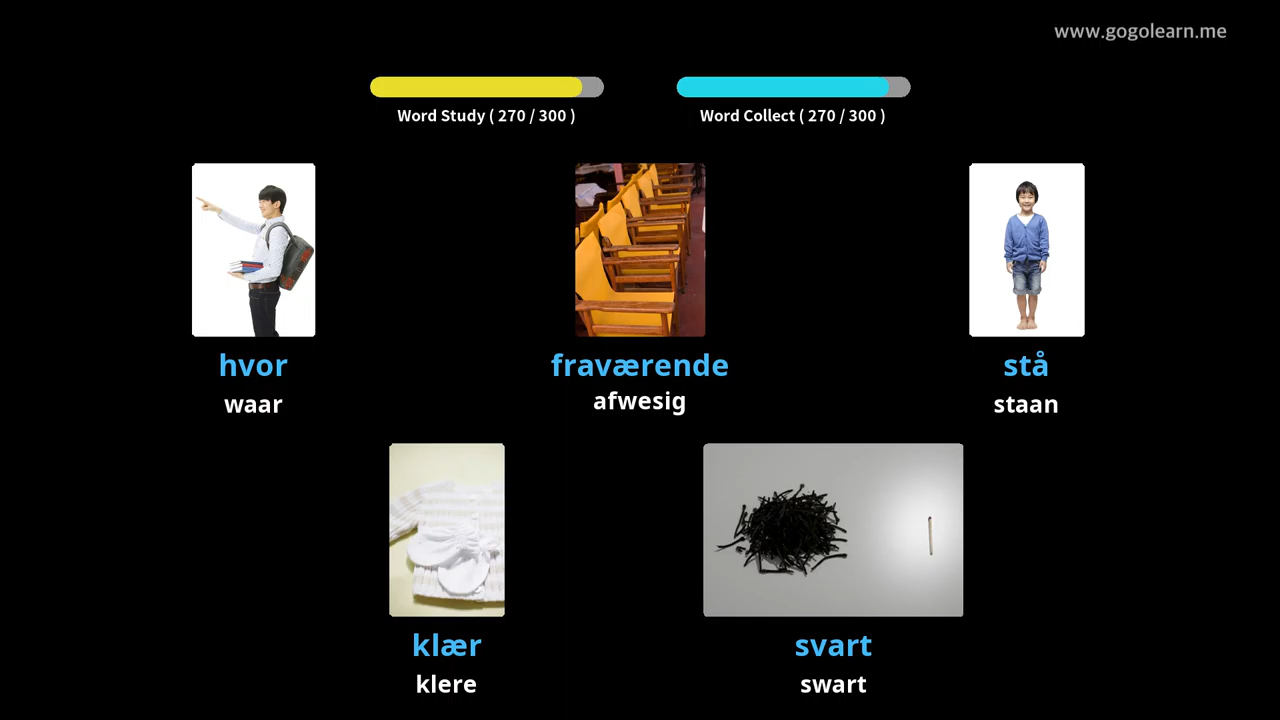 www.gogolearn.me
Word Study ( 270 / 300 )
Word Collect ( 270 / 300 )
hvor
waar
fraværende
afwesig
stå
staan
klær
klere
svart
swart